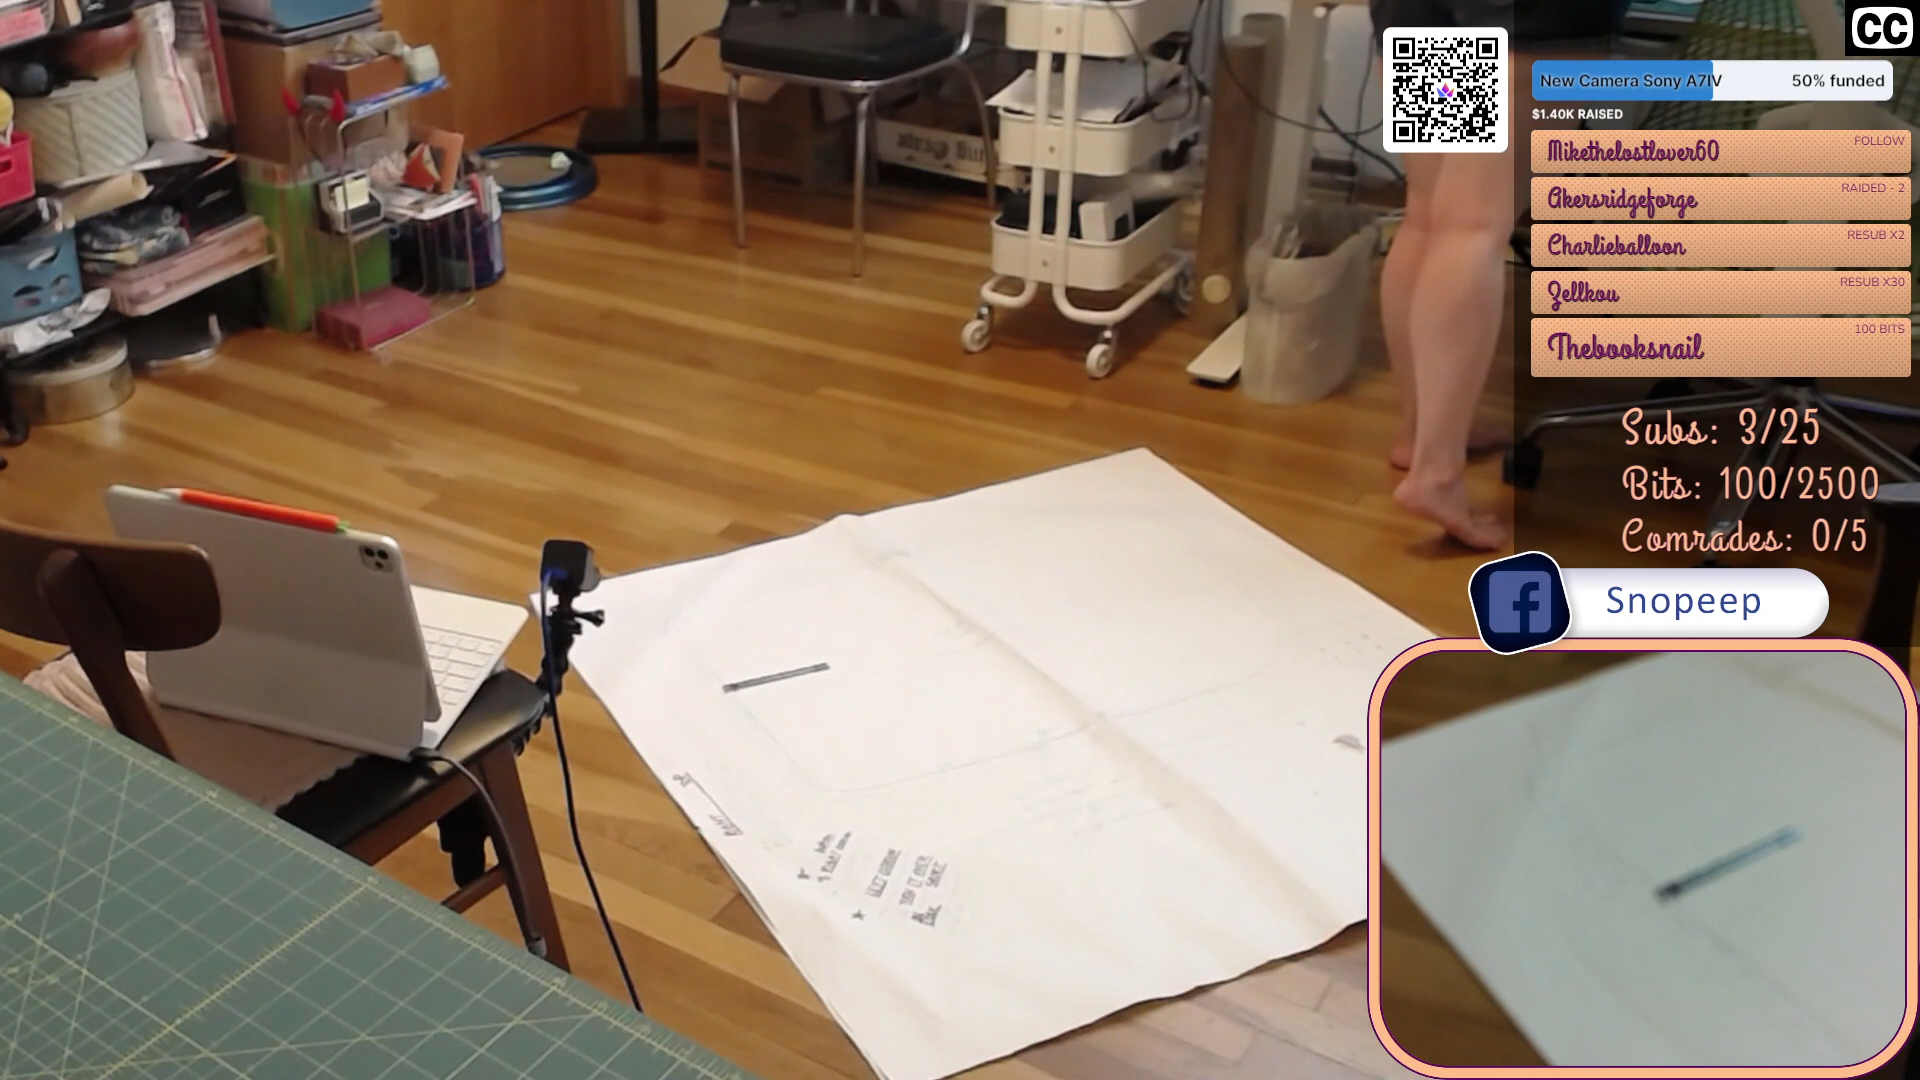 CC
New Camera Sony A7IV
50% funded
$1.40K RAISED
Mikethelostlover60
FOLLOW
Akersridgeforge
RAIDED - 2
Charlieballoon
RESUB X2
Zellkou
RESUB X30
Thebooksnail
100 BITS
Subs: 3/25
Bits: 100/2500
Comrades: 0/5
Snopeep